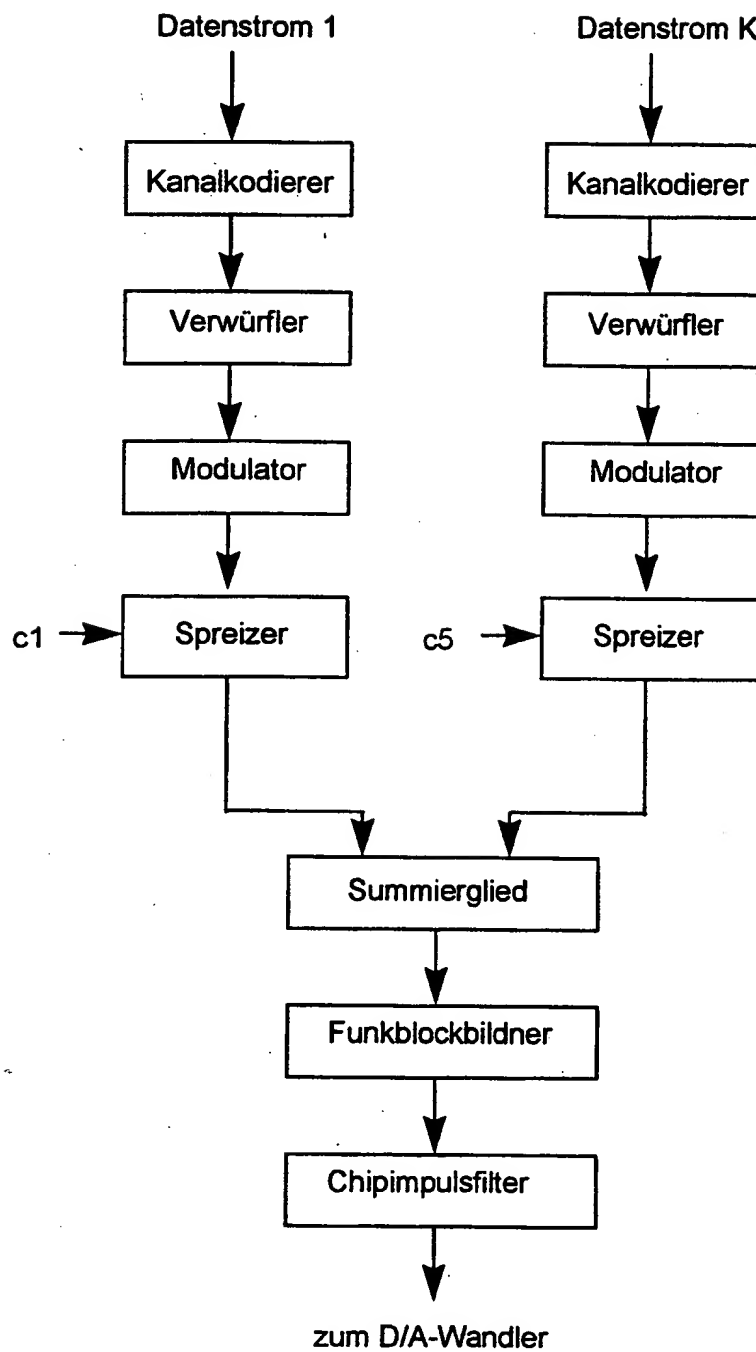 Datenstrom 1
Datenstrom K
Kanalkodierer
Kanalkodierer
Verwürfler
Verwürfler
Modulator
Modulator
c1
Spreizer
c5
Spreizer
Summierglied
Funkblockbildner
Chipimpulsfilter
zum D/A-Wandler